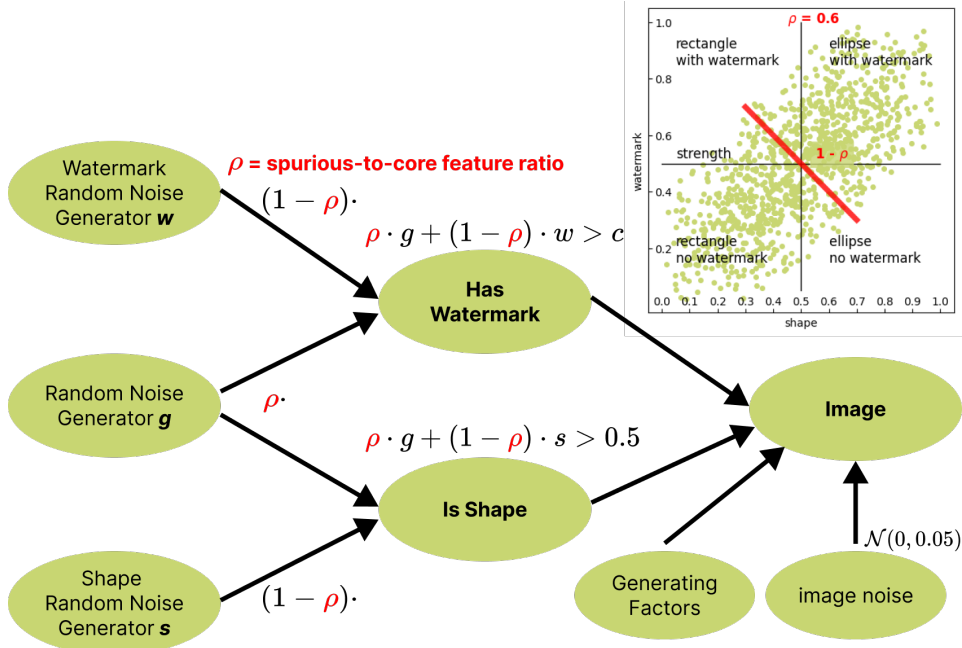 ρ = 0.6
1.0
0.8
0.6
0.4
0.2
watermark
rectangle
with watermark
ellipse
with watermark
strength
1 - ρ
rectangle
no watermark
ellipse
no watermark
0.0 0.1 0.2 0.3 0.4 0.5 0.6 0.7 0.8 0.9 1.0
shape
Watermark
Random Noise
Generator w
ρ = spurious-to-core feature ratio
(1 − ρ)·
ρ · g + (1 − ρ) · w > c
Has
Watermark
Random Noise
Generator g
ρ·
Image
ρ · g + (1 − ρ) · s > 0.5
Is Shape
Shape
Random Noise
Generator s
(1 − ρ)·
𝒩(0, 0.05)
Generating
Factors
image noise